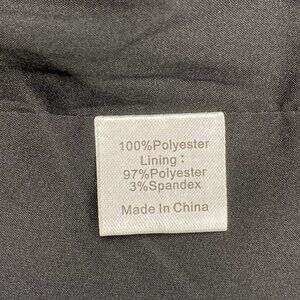 100%Polyester
Lining :
97%Polyester
3%Spandex
Made In China